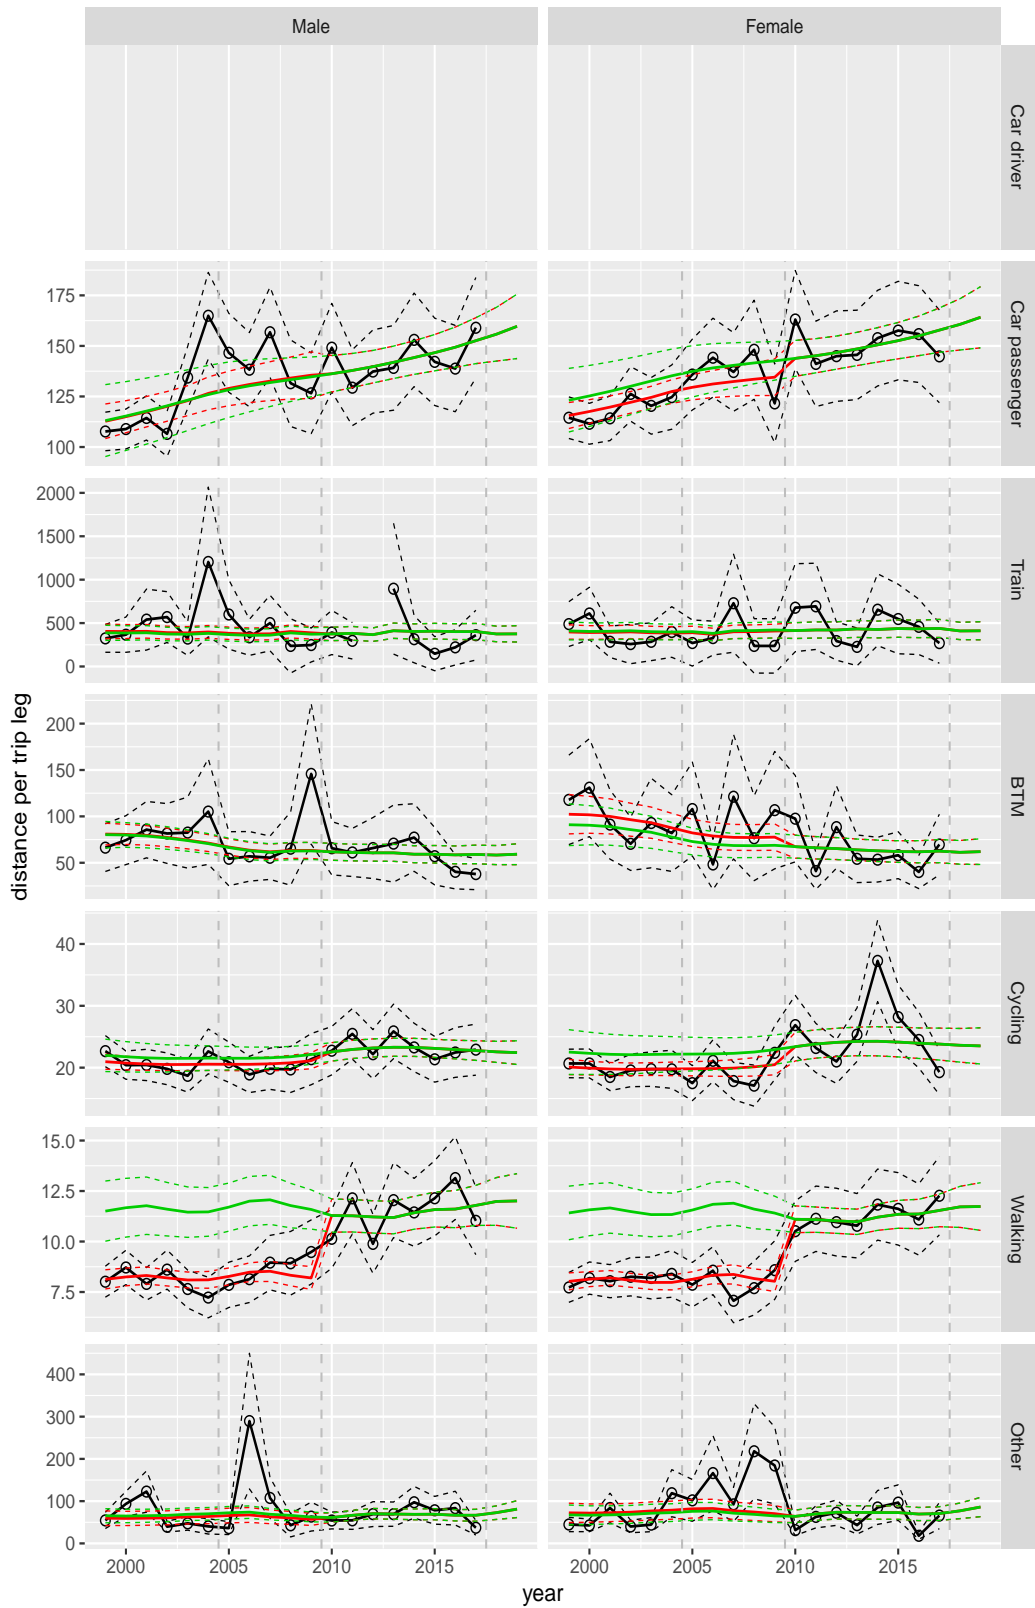 Male Female
Car driver
175
150
125
100
Car passenger
2000
1500
1000
500
0
Train
200
150
100
50
BTM
distance per trip leg
40
30
20
Cycling
15.0
12.5
10.0
7.5
Walking
400
300
200
100
0
Other
2000 2005 2010 2015 2000 2005 2010 2015
year